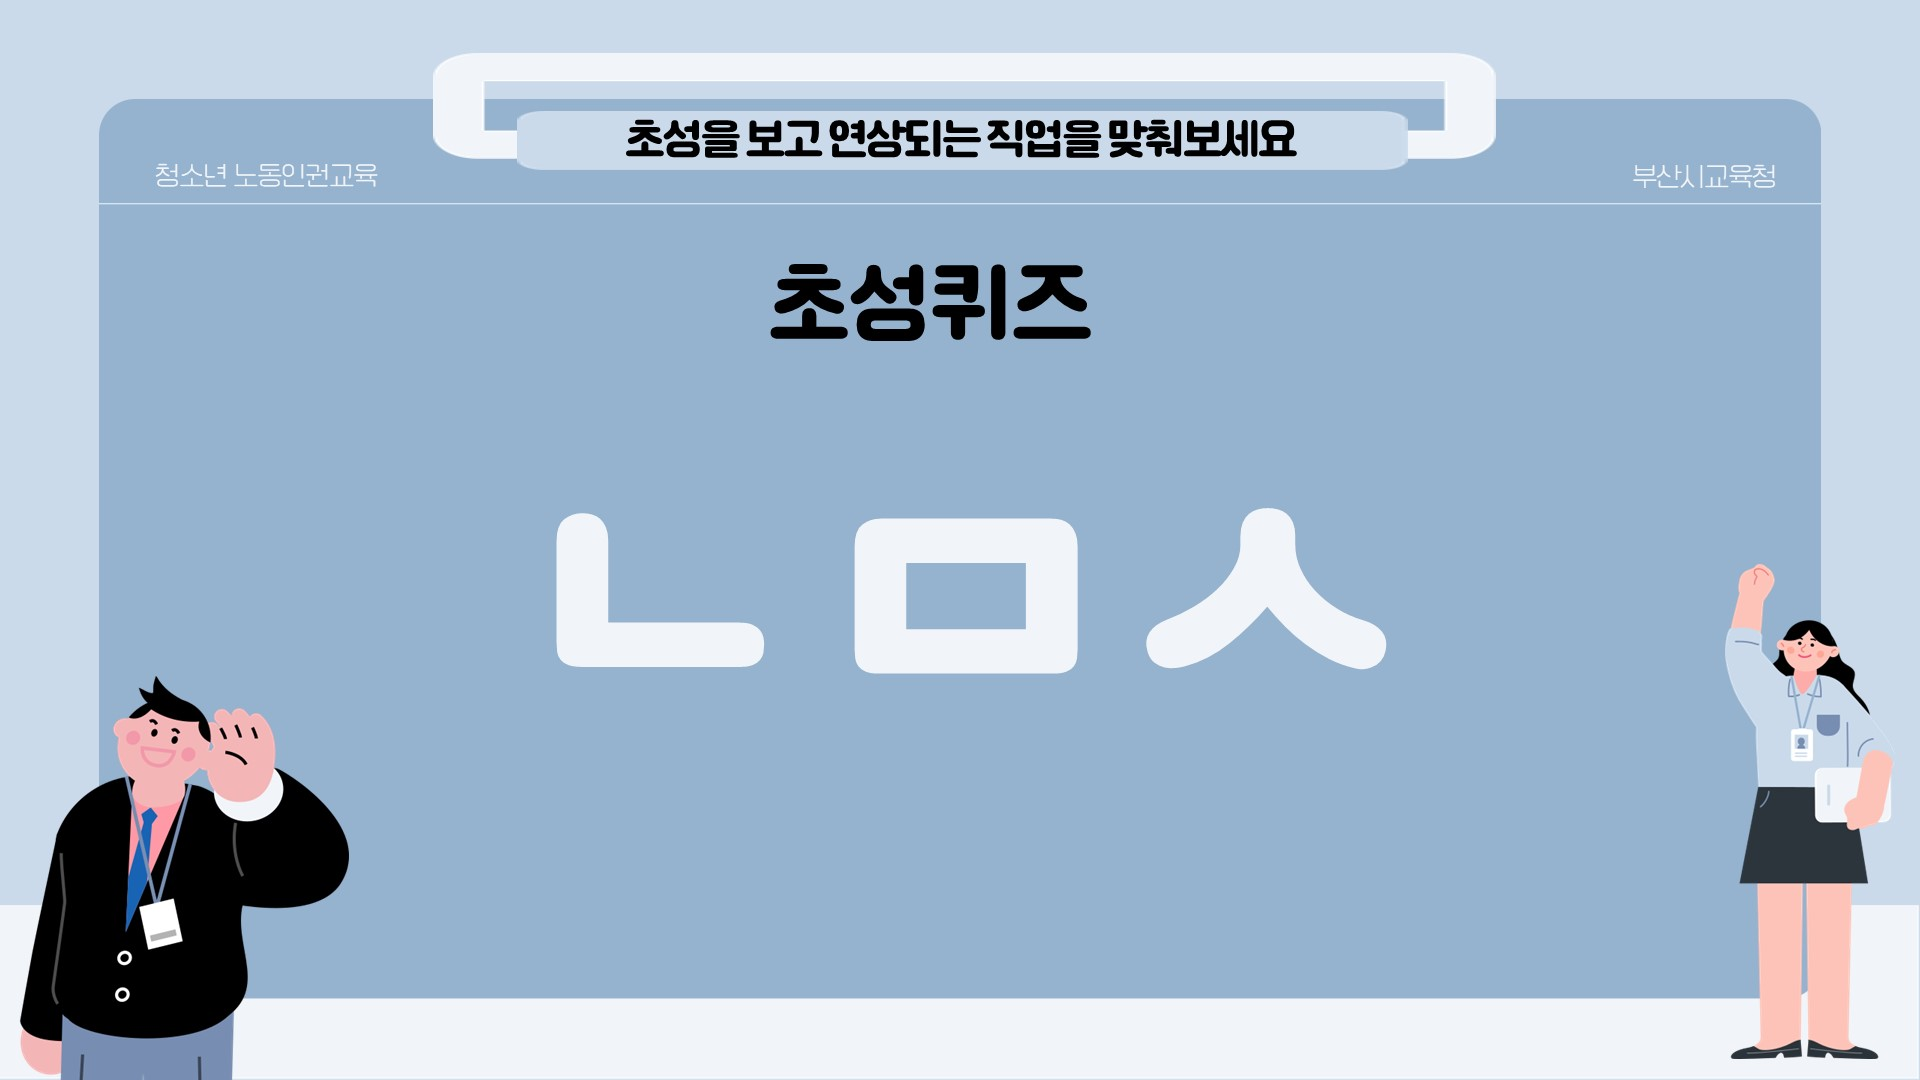 초성을 보고 연상되는 직업을 맞춰보세요
청소년 노동인권교육
부산시교육청
초성퀴즈
ㄴㅁㅅ